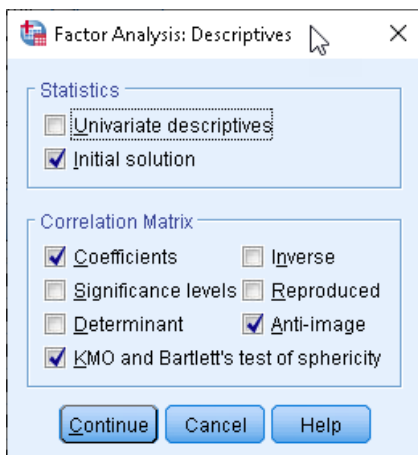 Factor Analysis: Descriptives
Statistics
Univariate descriptives
Initial solution
Correlation Matrix
Coefficients Inverse
Significance levels Reproduced
Determinant Anti-image
KMO and Bartlett's test of sphericity
Continue Cancel Help